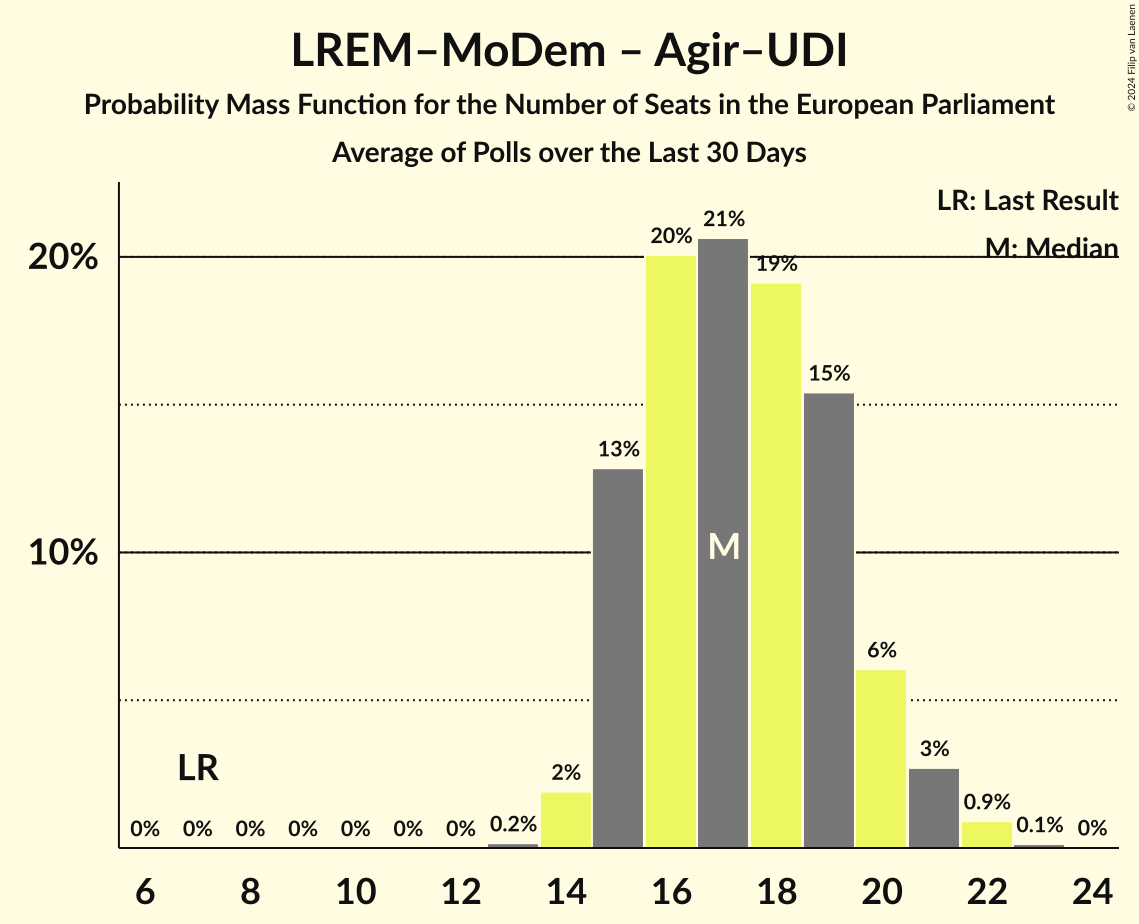 LREM–MoDem – Agir–UDI
Probability Mass Function for the Number of Seats in the European Parliament
Average of Polls over the Last 30 Days
© 2024 Filip van Laenen
LR: Last Result
M: Median
20%
10%
0% 0% 0% 0% 0% 0% 0% 0.2% 2% 13% 20% 21% 19% 15% 6% 3% 0.9% 0.1% 0%
LR
M
6 8 10 12 14 16 18 20 22 24